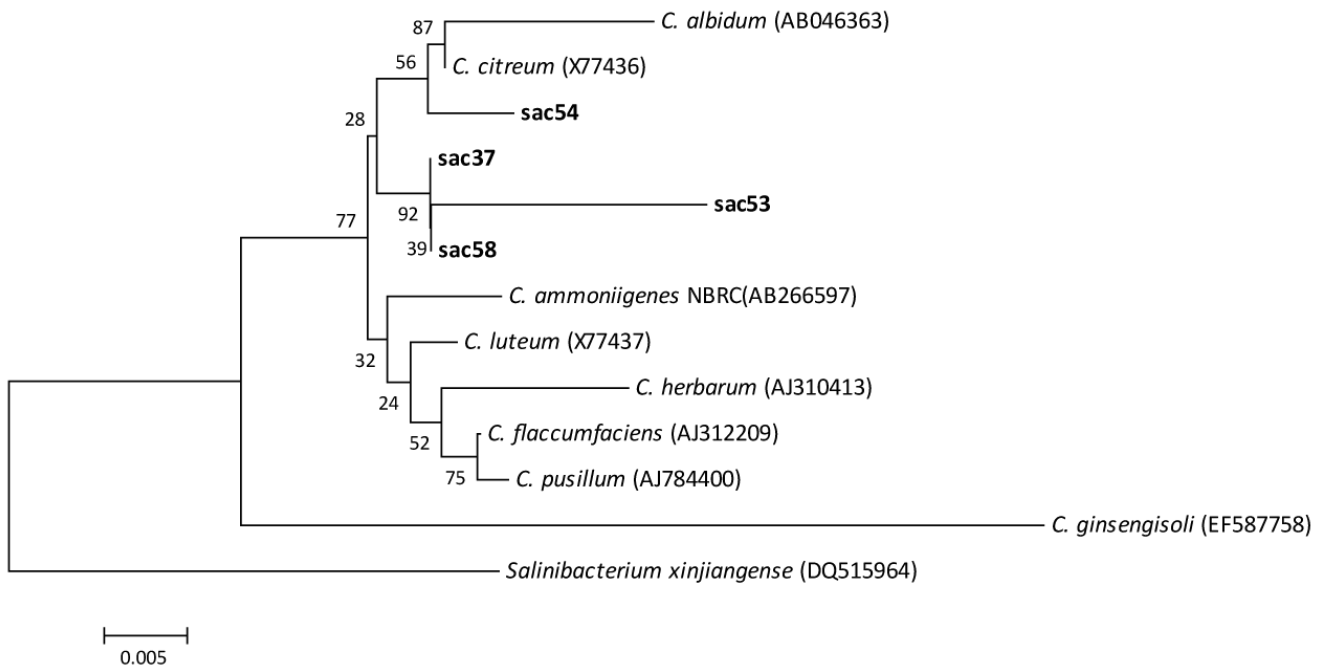 87
C. albidum (AB046363)
56
C. citreum (X77436)
sac54
28
sac37
sac53
92
77
39
sac58
C. ammoniigenes NBRC(AB266597)
C. luteum (X77437)
32
C. herbarum (AJ310413)
24
C. flaccumfaciens (AJ312209)
52
75
C. pusillum (AJ784400)
C. ginsengisoli (EF587758)
Salinibacterium xinjiangense (DQ515964)
0.005